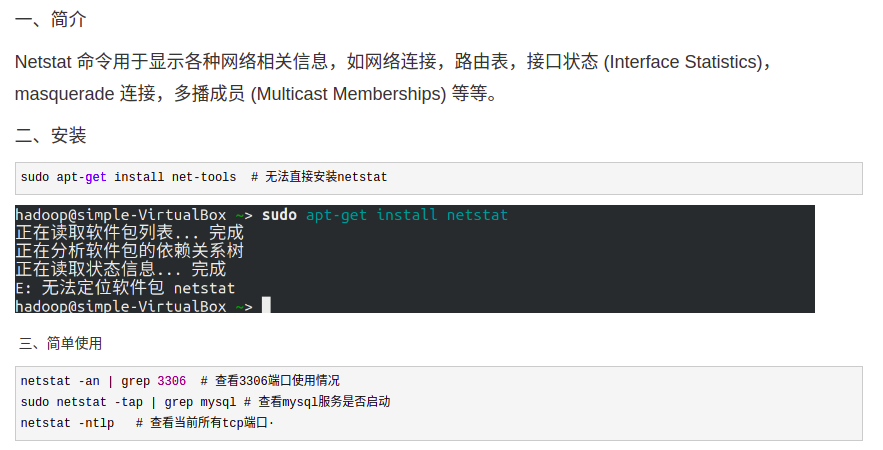 一、简介
Netstat 命令用于显示各种网络相关信息，如网络连接，路由表，接口状态 (Interface Statistics)，
masquerade 连接，多播成员 (Multicast Memberships) 等等。
二、安装
sudo apt-get install net-tools  # 无法直接安装netstat
hadoop@simple-VirtualBox ~> sudo apt-get install netstat
正在读取软件包列表... 完成
正在分析软件包的依赖关系树
正在读取状态信息... 完成
E: 无法定位软件包 netstat
hadoop@simple-VirtualBox ~>
三、简单使用
netstat -an | grep 3306  # 查看3306端口使用情况
sudo netstat -tap | grep mysql # 查看mysql服务是否启动
netstat -ntlp   # 查看当前所有tcp端口·